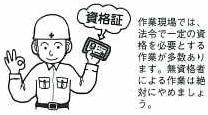 資格証
作業現場では、
法令で一定の資
格を必要とする
作業が多数あり
ます。無資格者
による作業は絶
対にやめましょ
う。